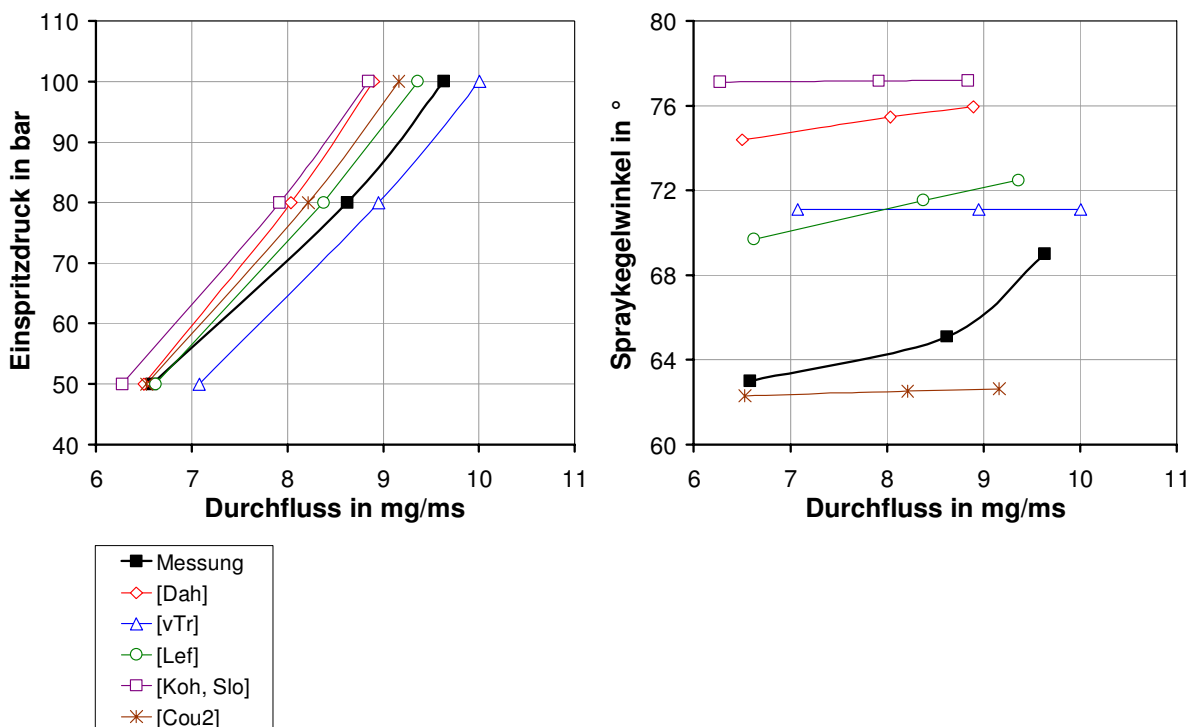 110
100
90
80
70
60
50
40
Einspritzdruck in bar
6 7 8 9 10 11
Durchfluss in mg/ms
80
76
72
68
64
60
Spraykegelwinkel in °
6 7 8 9 10 11
Durchfluss in mg/ms
Messung
[Dah]
[vTr]
[Lef]
[Koh, Slo]
[Cou2]